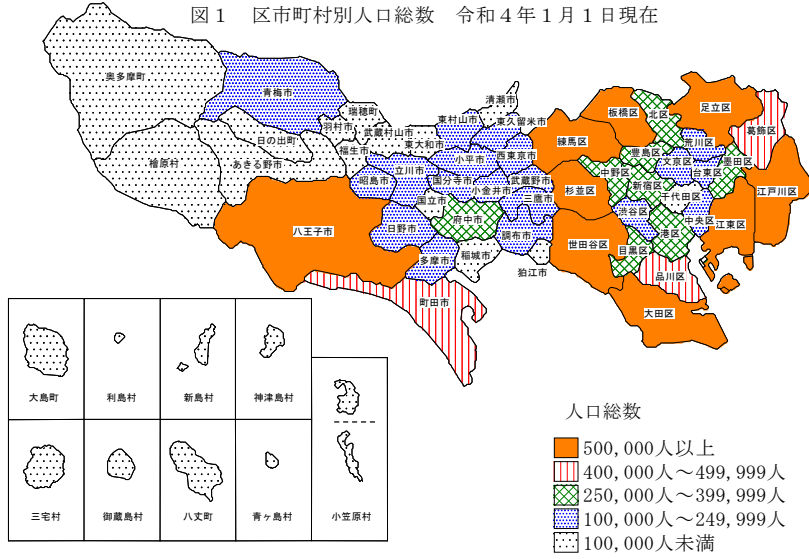 図1 区市町村別人口総数 令和4年1月1日現在
奥多摩町
青梅市
瑞穂町
清瀬市
羽村市
武蔵村山市
東村山市
東久留米市
日の出町
福生市
東大和市
檜原村
あきる野市
小平市
西東京市
昭島市
立川市
国分寺市
小金井市
武蔵野市
国立市
三鷹市
八王子市
日野市
府中市
調布市
多摩市
稲城市
狛江市
町田市
板橋区
北区
足立区
葛飾区
練馬区
豊島区
荒川区
文京区
台東区
墨田区
中野区
杉並区
新宿区
千代田区
江戸川区
渋谷区
中央区
江東区
世田谷区
目黒区
港区
品川区
大田区
大島町
利島村
新島村
神津島村
三宅村
御蔵島村
八丈町
青ヶ島村
小笠原村
人口総数
500,000人以上
400,000人～499,999人
250,000人～399,999人
100,000人～249,999人
100,000人未満